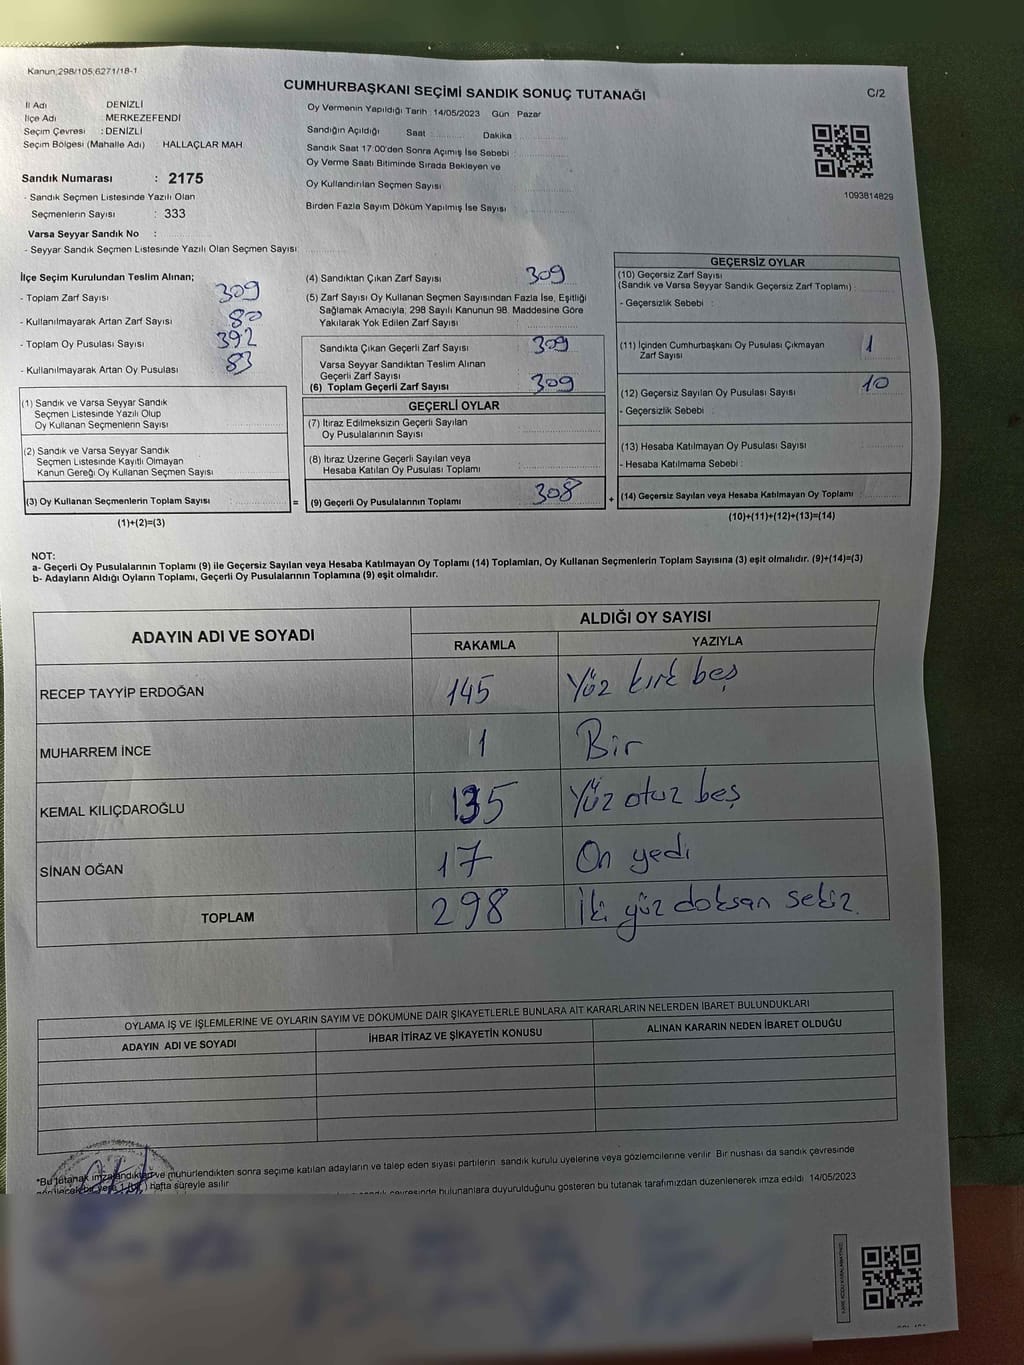 Kanun,298/105,6271/18-1
CUMHURBAŞKANI SEÇİMİ SANDIK SONUÇ TUTANAĞI
C/2
İl Adı DENİZLİ
İlçe Adı MERKEZEFENDİ
Seçim Çevresi : DENİZLİ
Seçim Bölgesi (Mahalle Adı) HALLAÇLAR MAH
Sandık Numarası : 2175
- Sandık Seçmen Listesinde Yazılı Olan
Seçmenlerin Sayısı : 333
Varsa Seyyar Sandık No :
- Seyyar Sandık Seçmen Listesinde Yazılı Olan Seçmen Sayısı
Oy Vermenin Yapıldığı Tarih 14/05/2023 Gün Pazar
Sandığın Açıldığı Saat Dakika
Sandık Saat 17:00'den Sonra Açımış İse Sebebi
Oy Verme Saati Bitiminde Sırada Bekleyen ve
Oy Kullandırılan Seçmen Sayısı
Birden Fazla Sayım Döküm Yapılmış İse Sayısı
1093814829
İlçe Seçim Kurulundan Teslim Alınan;
- Toplam Zarf Sayısı 309
- Kullanılmayarak Artan Zarf Sayısı 80
- Toplam Oy Pusulası Sayısı 392
- Kullanılmayarak Artan Oy Pusulası 83
(1) Sandık ve Varsa Seyyar Sandık
Seçmen Listesinde Yazılı Olup
Oy Kullanan Seçmenlerin Sayısı
(2) Sandık ve Varsa Seyyar Sandık
Seçmen Listesinde Kayıtlı Olmayan
Kanun Gereği Oy Kullanan Seçmen Sayısı
(3) Oy Kullanan Seçmenlerin Toplam Sayısı =
(1)+(2)=(3)
(4) Sandıktan Çıkan Zarf Sayısı 309
(5) Zarf Sayısı Oy Kullanan Seçmen Sayısından Fazla İse, Eşitliği
Sağlamak Amacıyla, 298 Sayılı Kanunun 98. Maddesine Göre
Yakılarak Yok Edilen Zarf Sayısı
Sandıkta Çıkan Geçerli Zarf Sayısı 309
Varsa Seyyar Sandıktan Teslim Alınan
Geçerli Zarf Sayısı
(6) Toplam Geçerli Zarf Sayısı 309
GEÇERLİ OYLAR
(7) İtiraz Edilmeksizin Geçerli Sayılan
Oy Pusulalarının Sayısı
(8) İtiraz Üzerine Geçerli Sayılan veya
Hesaba Katılan Oy Pusulası Toplamı
(9) Geçerli Oy Pusulalarının Toplamı 308 +
GEÇERSİZ OYLAR
(10) Geçersiz Zarf Sayısı
(Sandık ve Varsa Seyyar Sandık Geçersiz Zarf Toplamı) :
- Geçersizlik Sebebi :
(11) İçinden Cumhurbaşkanı Oy Pusulası Çıkmayan 1
Zarf Sayısı
(12) Geçersiz Sayılan Oy Pusulası Sayısı 10
- Geçersizlik Sebebi
(13) Hesaba Katılmayan Oy Pusulası Sayısı
- Hesaba Katılmama Sebebi
(14) Geçersiz Sayılan veya Hesaba Katılmayan Oy Toplamı
(10)+(11)+(12)+(13)=(14)
NOT:
a- Geçerli Oy Pusulalarının Toplamı (9) ile Geçersiz Sayılan veya Hesaba Katılmayan Oy Toplamı (14) Toplamları, Oy Kullanan Seçmenlerin Toplam Sayısına (3) eşit olmalıdır. (9)+(14)=(3)
b- Adayların Aldığı Oyların Toplamı, Geçerli Oy Pusulalarının Toplamına (9) eşit olmalıdır.
ADAYIN ADI VE SOYADI ALDIĞI OY SAYISI
RAKAMLA YAZIYLA
RECEP TAYYİP ERDOĞAN 145 Yüz kırk beş
MUHARREM İNCE 1 Bir
KEMAL KILIÇDAROĞLU 135 Yüz otuz beş
SİNAN OĞAN 17 On yedi
TOPLAM 298 İki yüz doksan sekiz.
OYLAMA İŞ VE İŞLEMLERİNE VE OYLARIN SAYIM VE DÖKÜMÜNE DAİR ŞİKAYETLERLE BUNLARA AİT KARARLARIN NELERDEN İBARET BULUNDUKLARI
ADAYIN ADI VE SOYADI İHBAR İTİRAZ VE ŞİKAYETİN KONUSU ALINAN KARARIN NEDEN İBARET OLDUĞU
*Bu tutanak imzalandıktan ve mühürlendikten sonra seçime katılan adayların ve talep eden siyasi partilerin sandık kurulu üyelerine veya gözlemcilerine verilir Bir nüshası da sandık çevresinde
hafta süreyle asılır
sandık çevresinde bulunanlara duyurulduğunu gösteren bu tutanak tarafımızdan düzenlenerek imza edildi 14/05/2023